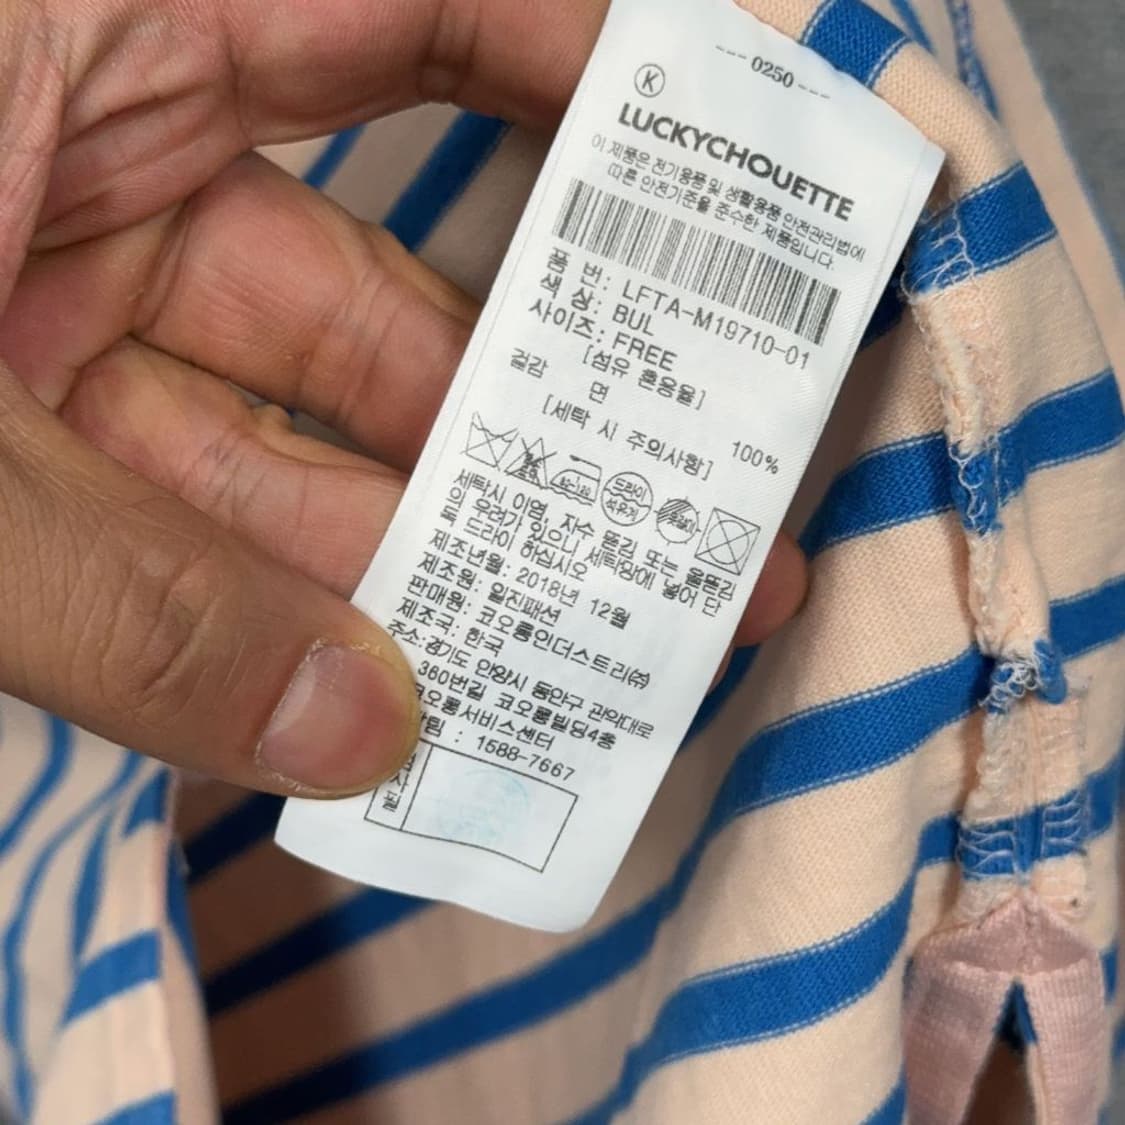 --- 0250 ---
K
LUCKYCHOUETTE
이 제품은 전기용품 및 생활용품 안전관리법에
따른 안전기준을 준수한 제품입니다.
품 번: LFTA-M19710-01
색 상: BUL
사이즈: FREE
[섬유 혼용율]
겉감 면 100%
[세탁 시 주의사항]
드라이
석유계
세탁시 이염, 자수 뜯김 또는 올뜯김
의 우려가 있으니 세탁망에 넣어 단
독 드라이 하십시오
제조년월: 2018년 12월
제조원: 일진패션
판매원: 코오롱인더스트리㈜
제조국: 한국
주소:경기도 안양시 동안구 관악대로
360번길 코오롱빌딩4층
코오롱서비스센터
팀 : 1588-7667